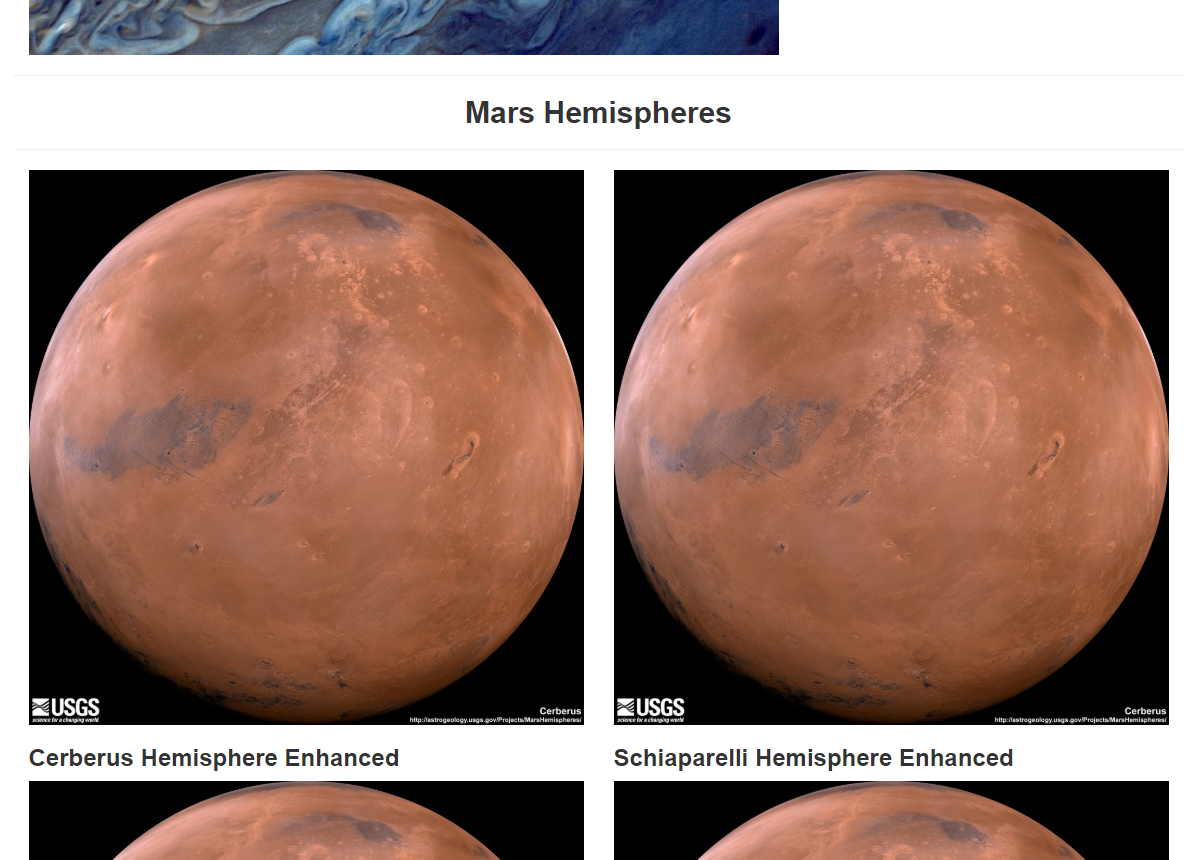 Mars Hemispheres
USGS
science for a changing world
Cerberus
http://astrogeology.usgs.gov/Projects/MarsHemispheres/
USGS
science for a changing world
Cerberus
http://astrogeology.usgs.gov/Projects/MarsHemispheres/
Cerberus Hemisphere Enhanced
Schiaparelli Hemisphere Enhanced